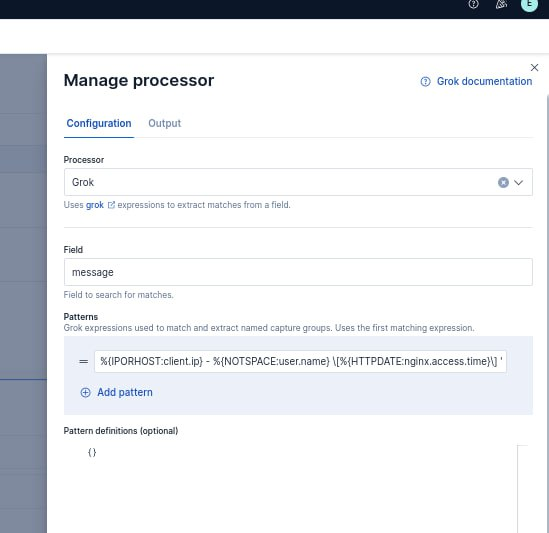 E
Manage processor
Grok documentation
Configuration
Output
Processor
Grok
Uses grok expressions to extract matches from a field.
Field
message
Field to search for matches.
Patterns
Grok expressions used to match and extract named capture groups. Uses the first matching expression.
%{IPORHOST:client.ip} - %{NOTSPACE:user.name} \[%{HTTPDATE:nginx.access.time}\] '
Add pattern
Pattern definitions (optional)
{}